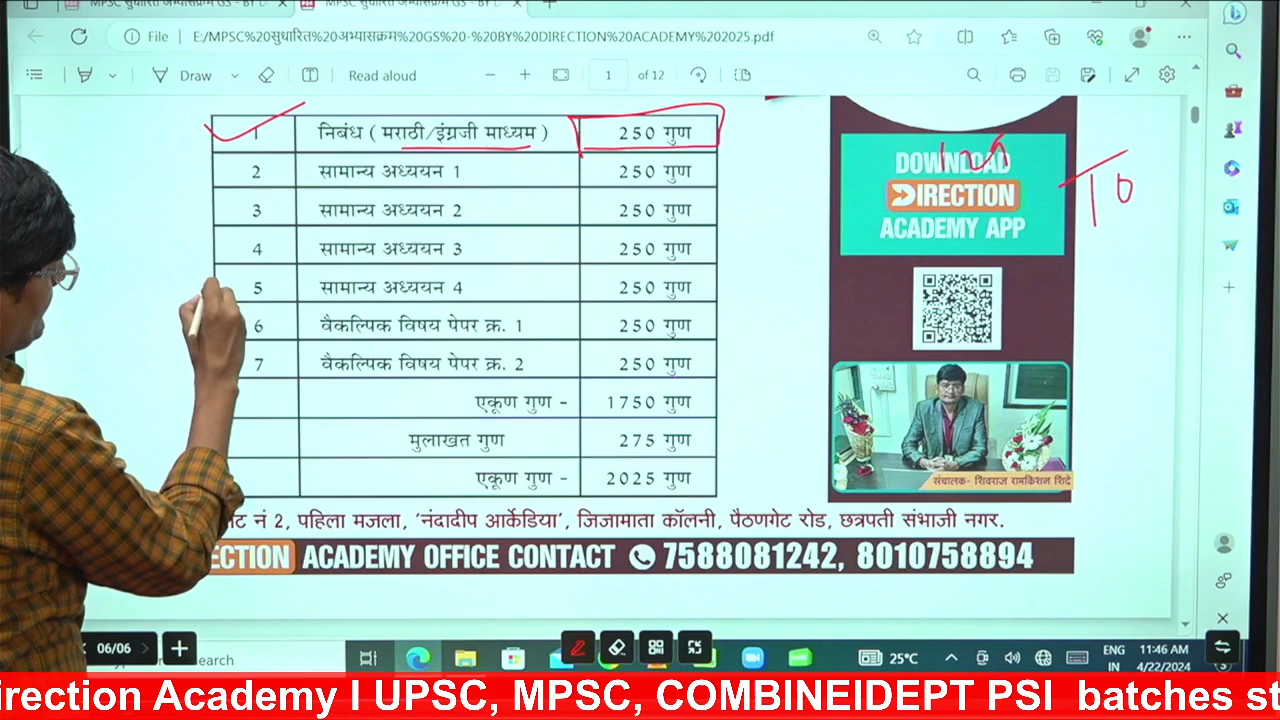 MPSC सुधारित अभ्यासक्रम GS - BY D
MPSC सुधारित अभ्यासक्रम GS - BY D
File E:/MPSC%20सुधारित%20अभ्यासक्रम%20GS%20-%20BY%20DIRECTION%20ACADEMY%202025.pdf
Draw Read aloud 1 of 12
1 निबंध ( मराठी/इंग्रजी माध्यम ) 250 गुण
2 सामान्य अध्ययन 1 250 गुण
3 सामान्य अध्ययन 2 250 गुण
4 सामान्य अध्ययन 3 250 गुण
5 सामान्य अध्ययन 4 250 गुण
6 वैकल्पिक विषय पेपर क्र. 1 250 गुण
7 वैकल्पिक विषय पेपर क्र. 2 250 गुण
एकूण गुण - 1750 गुण
मुलाखत गुण 275 गुण
एकूण गुण - 2025 गुण
DOWNLOAD
DIRECTION
ACADEMY APP
संचालक- शिवराज रामकिशन शिंदे
नं 2, पहिला मजला, ‘नंदादीप आर्केडिया’, जिजामाता कॉलनी, पैठणगेट रोड, छत्रपती संभाजी नगर.
ECTION ACADEMY OFFICE CONTACT 7588081242, 8010758894
06/06
search
25°C
ENG
IN
11:46 AM
4/22/2024
irection Academy I UPSC, MPSC, COMBINEIDEPT PSI batches st